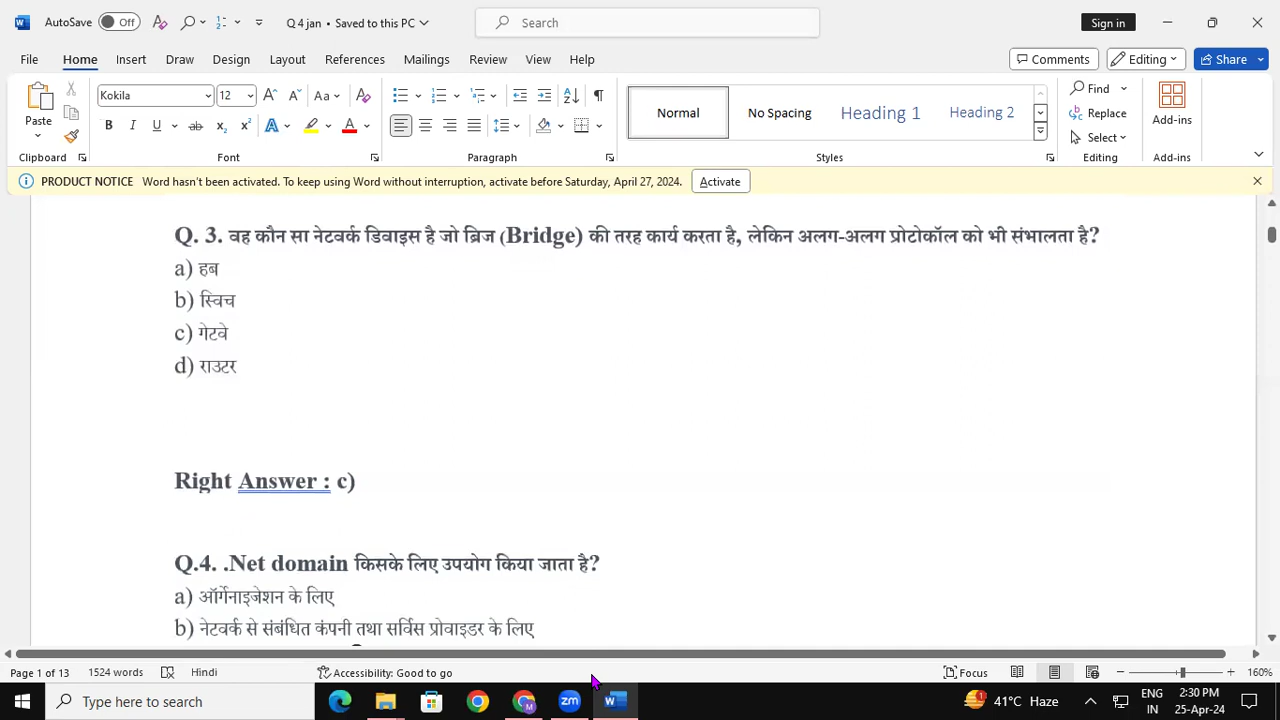 AutoSave Off Q 4 jan • Saved to this PC Search Sign in
File Home Insert Draw Design Layout References Mailings Review View Help Comments Editing Share
Paste Kokila 12 Aa Normal No Spacing Heading 1 Heading 2 Find Replace Select Add-ins
Clipboard Font Paragraph Styles Editing Add-ins
PRODUCT NOTICE Word hasn't been activated. To keep using Word without interruption, activate before Saturday, April 27, 2024. Activate
Q. 3. वह कौन सा नेटवर्क डिवाइस है जो ब्रिज (Bridge) की तरह कार्य करता है, लेकिन अलग-अलग प्रोटोकॉल को भी संभालता है?
a) हब
b) स्विच
c) गेटवे
d) राउटर
Right Answer : c)
Q.4. .Net domain किसके लिए उपयोग किया जाता है?
a) ऑर्गेनाइजेशन के लिए
b) नेटवर्क से संबंधित कंपनी तथा सर्विस प्रोवाइडर के लिए
Page 1 of 13 1524 words Hindi Accessibility: Good to go Focus 160%
Type here to search zm 1 41°C Haze ENG IN 2:30 PM 25-Apr-24